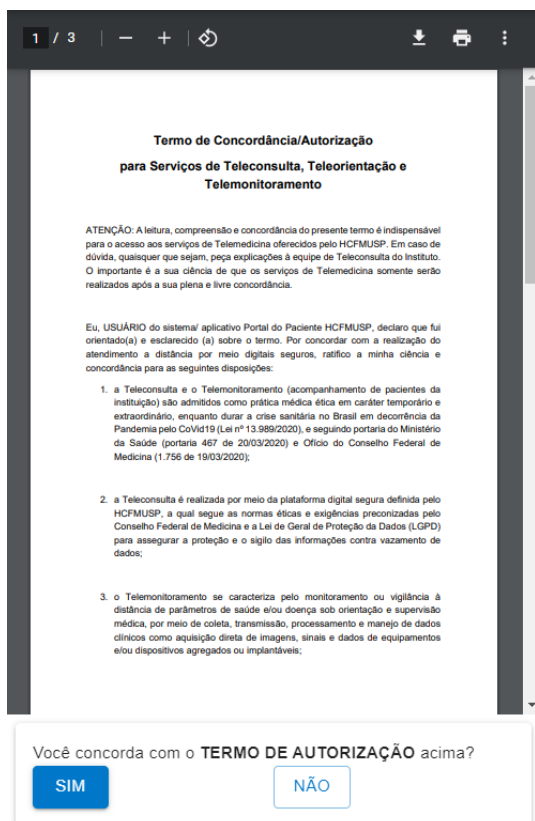 1 / 3
Termo de Concordância/Autorização
para Serviços de Teleconsulta, Teleorientação e
Telemonitoramento
ATENÇÃO: A leitura, compreensão e concordância do presente termo é indispensável
para o acesso aos serviços de Telemedicina oferecidos pelo HCFMUSP. Em caso de
dúvida, quaisquer que sejam, peça explicações à equipe de Teleconsulta do Instituto.
O importante é a sua ciência de que os serviços de Telemedicina somente serão
realizados após a sua plena e livre concordância.
Eu, USUÁRIO do sistema/ aplicativo Portal do Paciente HCFMUSP, declaro que fui
orientado(a) e esclarecido (a) sobre o termo. Por concordar com a realização do
atendimento a distância por meio digitais seguros, ratifico a minha ciência e
concordância para as seguintes disposições:
1. a Teleconsulta e o Telemonitoramento (acompanhamento de pacientes da
instituição) são admitidos como prática médica ética em caráter temporário e
extraordinário, enquanto durar a crise sanitária no Brasil em decorrência da
Pandemia pelo CoVid19 (Lei nº 13.989/2020), e seguindo portaria do Ministério
da Saúde (portaria 467 de 20/03/2020) e Ofício do Conselho Federal de
Medicina (1.756 de 19/03/2020);
2. a Teleconsulta é realizada por meio da plataforma digital segura definida pelo
HCFMUSP, a qual segue as normas éticas e exigências preconizadas pelo
Conselho Federal de Medicina e a Lei de Geral de Proteção da Dados (LGPD)
para assegurar a proteção e o sigilo das informações contra vazamento de
dados;
3. o Telemonitoramento se caracteriza pelo monitoramento ou vigilância à
distância de parâmetros de saúde e/ou doença sob orientação e supervisão
médica, por meio de coleta, transmissão, processamento e manejo de dados
clínicos como aquisição direta de imagens, sinais e dados de equipamentos
e/ou dispositivos agregados ou implantáveis;
Você concorda com o TERMO DE AUTORIZAÇÃO acima?
SIM NÃO